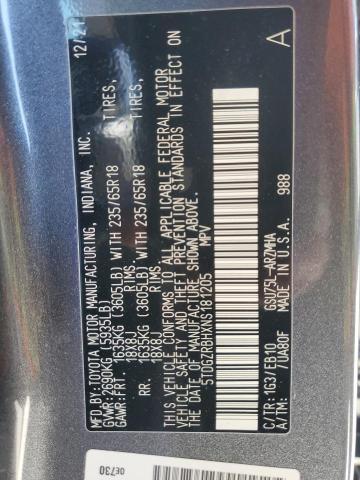 MFD.BY:TOYOTA MOTOR MANUFACTURING, INDIANA, INC. 12/21
GVWR:2690KG (5935LB)
GAWR:FRT. 1635KG (3605LB) WITH 235/65R18 TIRES,
18X8J RIMS
RR. 1635KG (3605LB) WITH 235/65R18 TIRES,
18X8J RIMS
THIS VEHICLE CONFORMS TO ALL APPLICABLE FEDERAL MOTOR
VEHICLE SAFETY AND THEFT PREVENTION STANDARDS IN EFFECT ON
THE DATE OF MANUFACTURE SHOWN ABOVE.
5TDGZRBHXNS181205 MPV
A
C/TR:1G3/EB10 GSU75L-ARZMHA
A/TM: /UA80F MADE IN U.S.A. 988
0E730